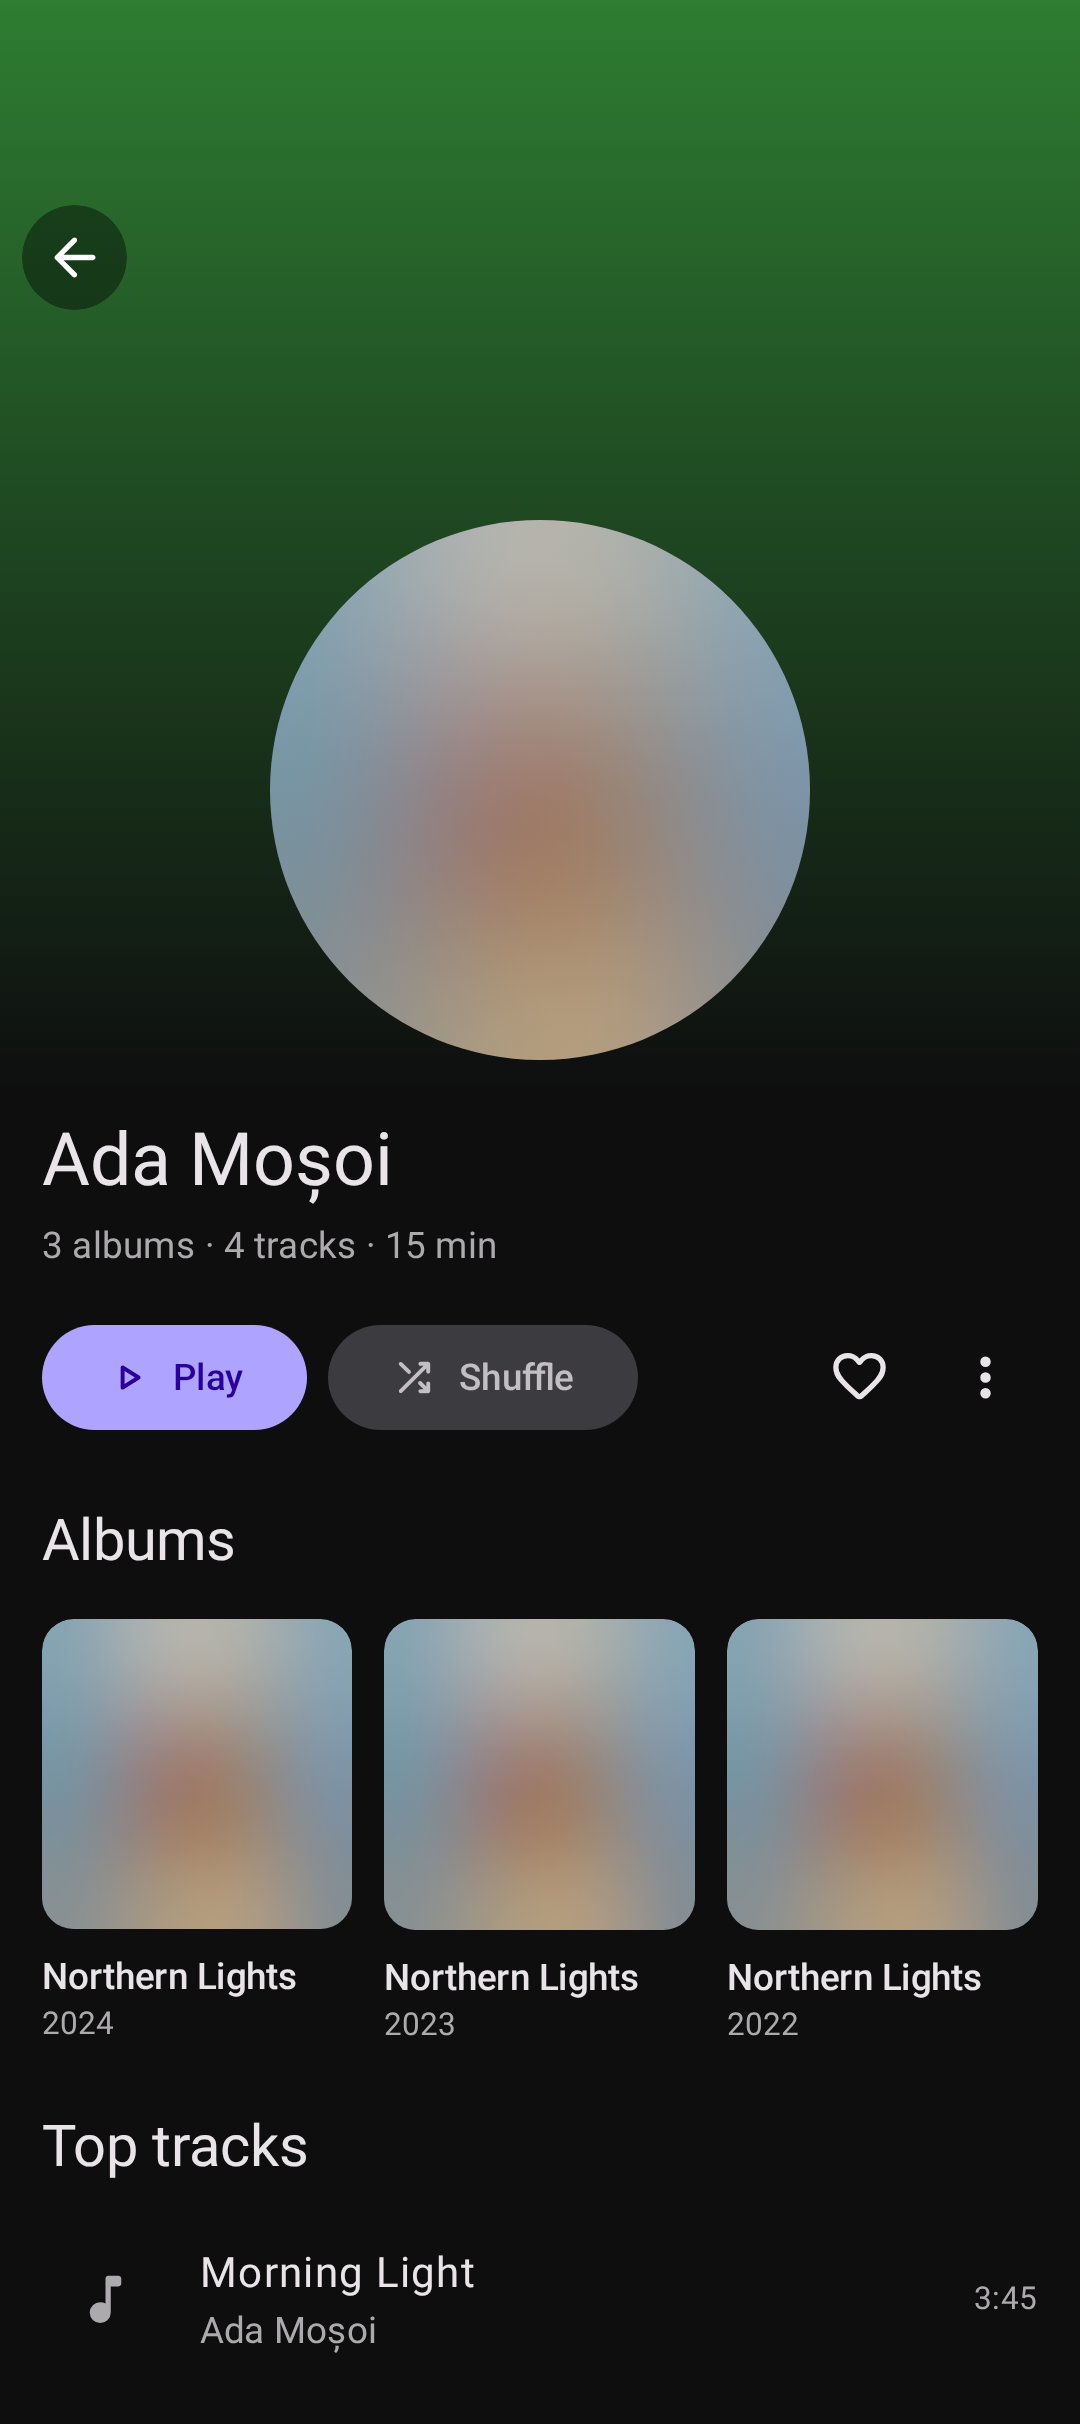 Ada Moșoi
3 albums · 4 tracks · 15 min
Play
Shuffle
Albums
Northern Lights
2024
Northern Lights
2023
Northern Lights
2022
Top tracks
Morning Light
Ada Moșoi
3:45